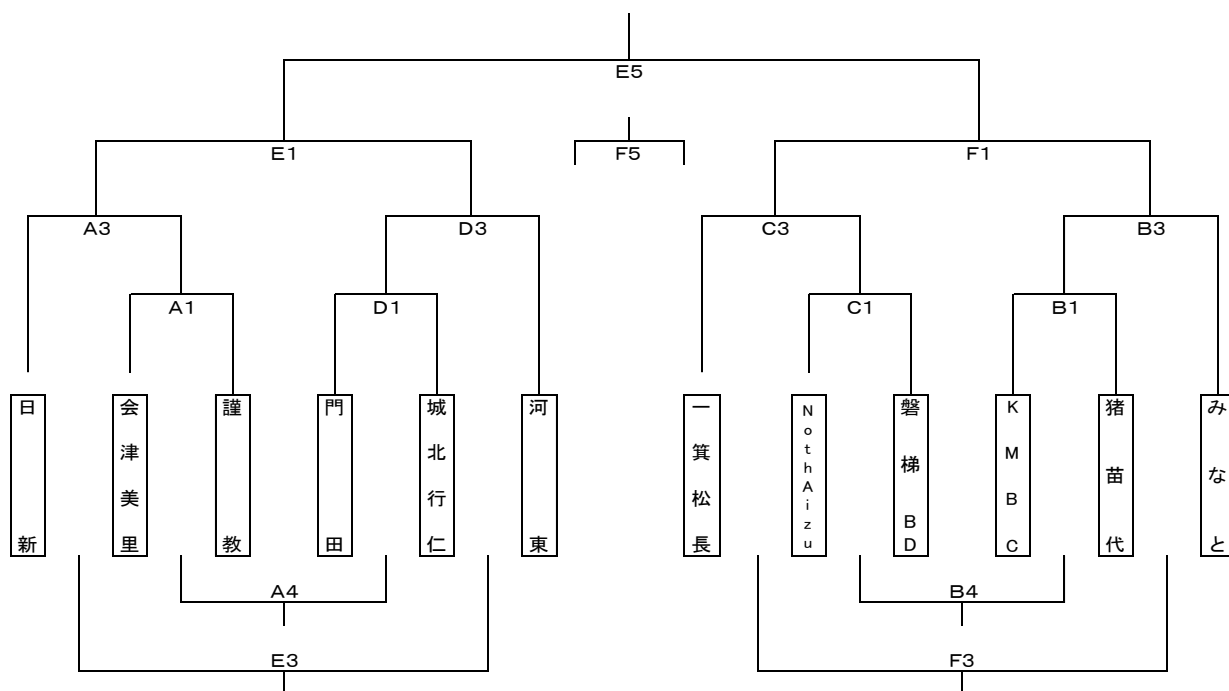 E5
E1
F5
F1
A3
D3
C3
B3
A1
D1
C1
B1
日新
会津美里
謹教
門田
城北行仁
河東
一箕松長
NothAizu
磐梯BD
KMBC
猪苗代
みなと
A4
B4
E3
F3